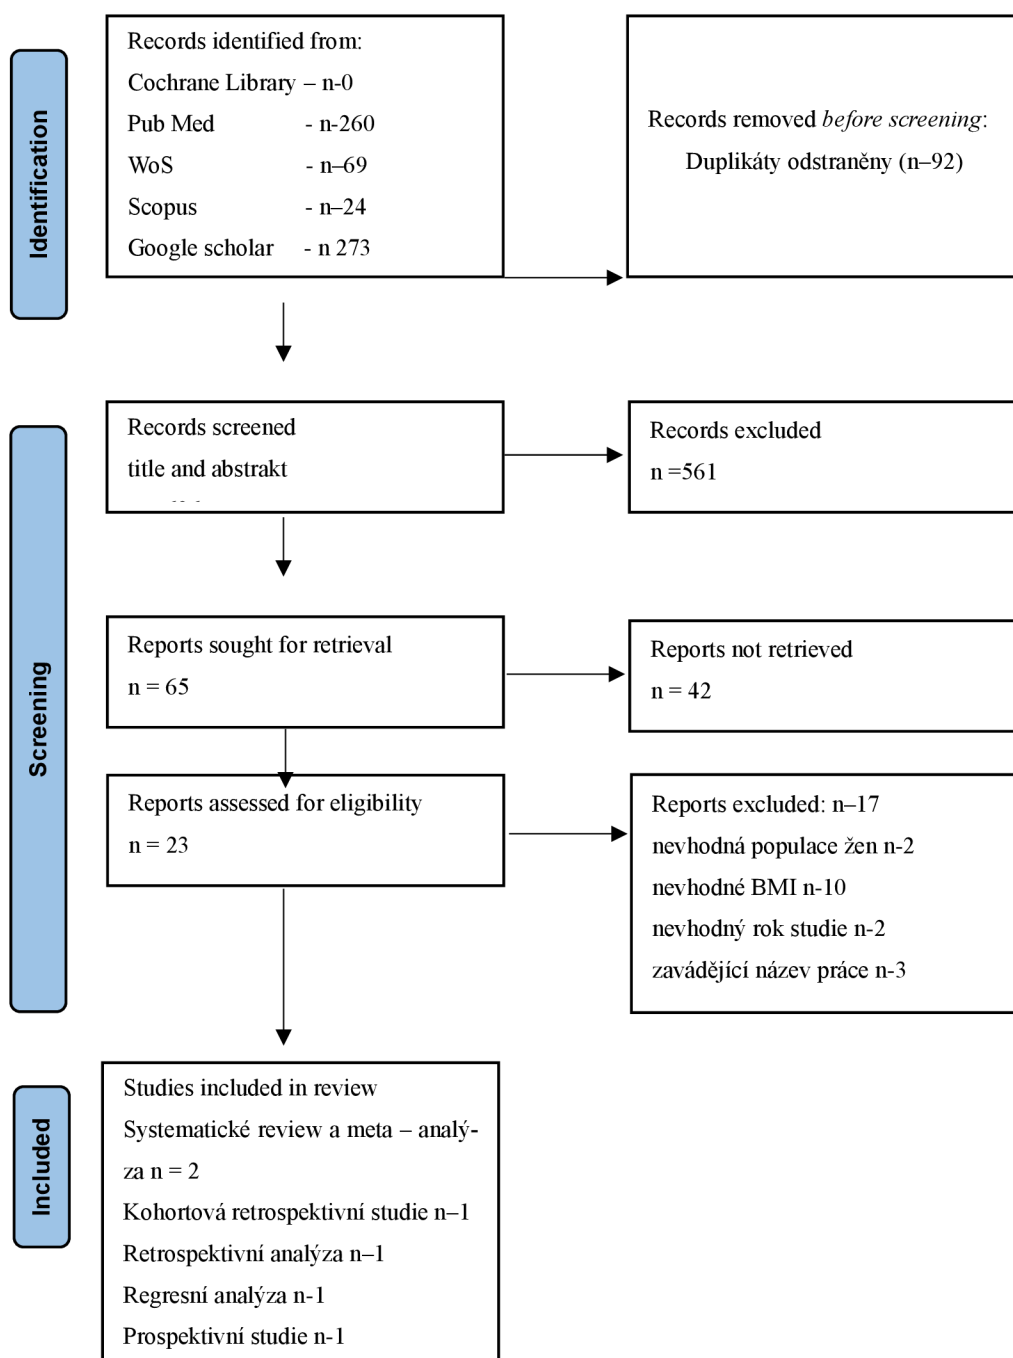 Identification
Records identified from:
Cochrane Library – n-0
Pub Med - n-260
WoS - n–69
Scopus - n–24
Google scholar - n 273
Records removed before screening:
Duplikáty odstraněny (n–92)
Screening
Records screened
title and abstrakt
Records excluded
n =561
Reports sought for retrieval
n = 65
Reports not retrieved
n = 42
Reports assessed for eligibility
n = 23
Reports excluded: n–17
nevhodná populace žen n-2
nevhodné BMI n-10
nevhodný rok studie n-2
zavádějící název práce n-3
Included
Studies included in review
Systematické review a meta – analý-
za n = 2
Kohortová retrospektivní studie n–1
Retrospektivní analýza n–1
Regresní analýza n-1
Prospektivní studie n-1